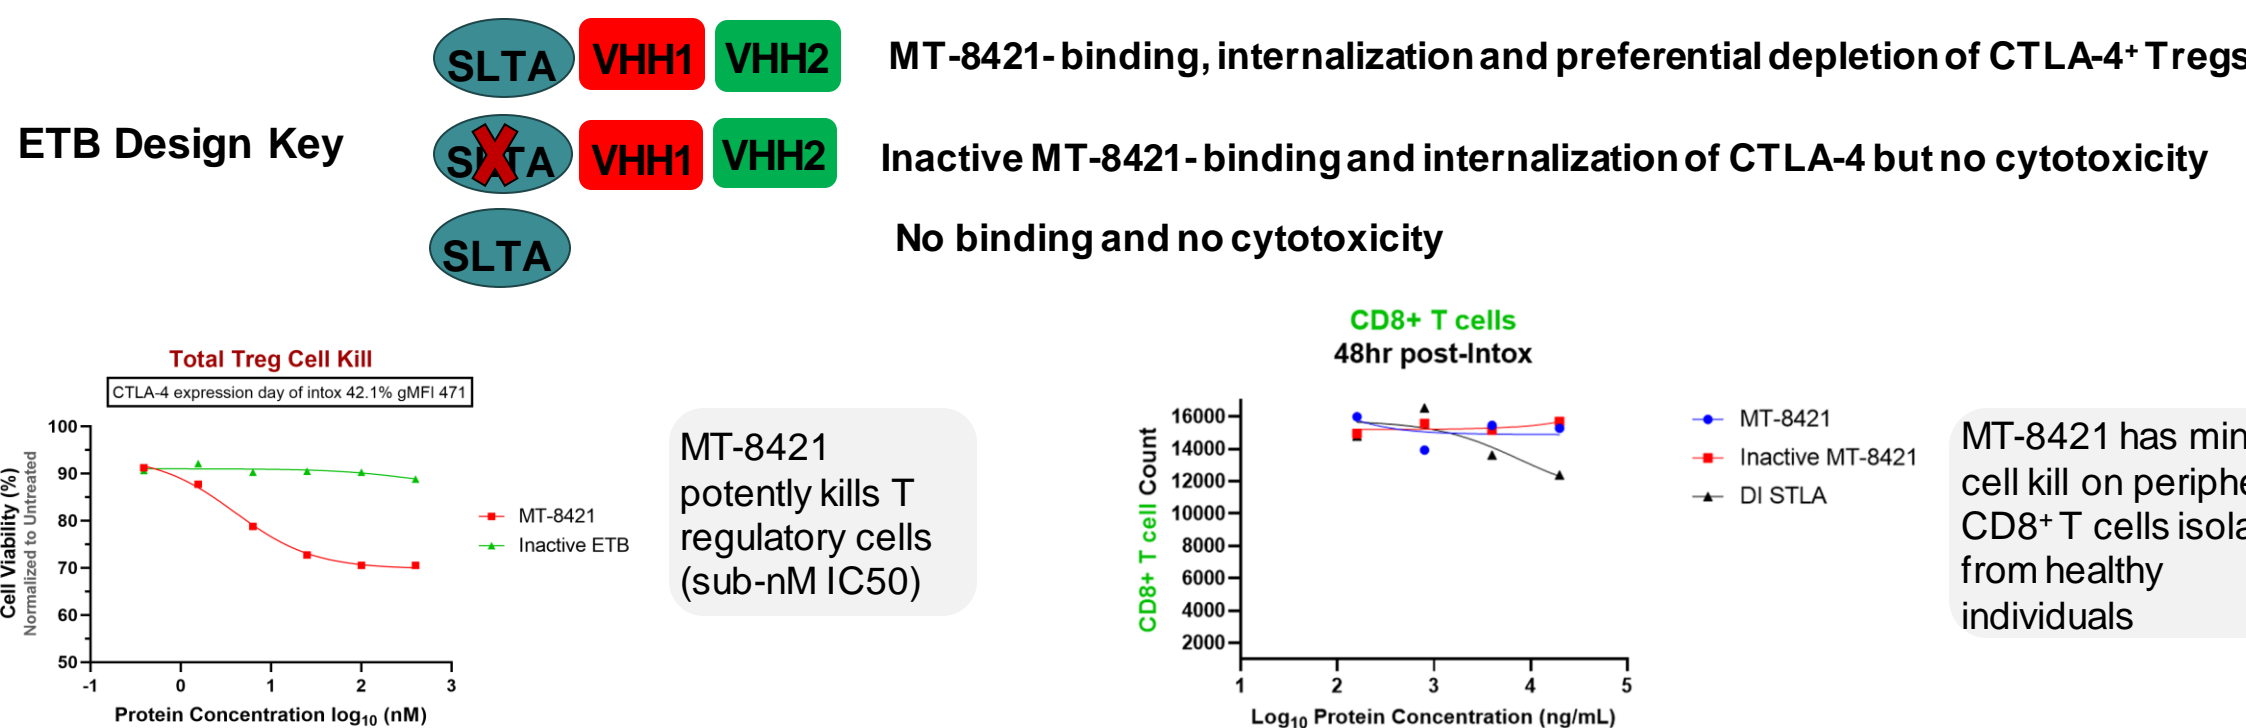 SLTA VHH1 VHH2 MT-8421- binding, internalization and preferential depletion of CTLA-4+ Tregs
ETB Design Key
SLTA VHH1 VHH2 Inactive MT-8421- binding and internalization of CTLA-4 but no cytotoxicity
SLTA No binding and no cytotoxicity
Total Treg Cell Kill
CTLA-4 expression day of intox 42.1% gMFI 471
Cell Viability (%)
Normalized to Untreated
100
90
80
70
60
50
-1 0 1 2 3
Protein Concentration log10 (nM)
MT-8421
Inactive ETB
MT-8421
potently kills T
regulatory cells
(sub-nM IC50)
CD8+ T cells
48hr post-Intox
CD8+ T cell Count
16000
14000
12000
10000
8000
6000
4000
2000
1 2 3 4 5
Log10 Protein Concentration (ng/mL)
MT-8421
Inactive MT-8421
DI STLA
MT-8421 has min
cell kill on periphe
CD8+ T cells isola
from healthy
individuals